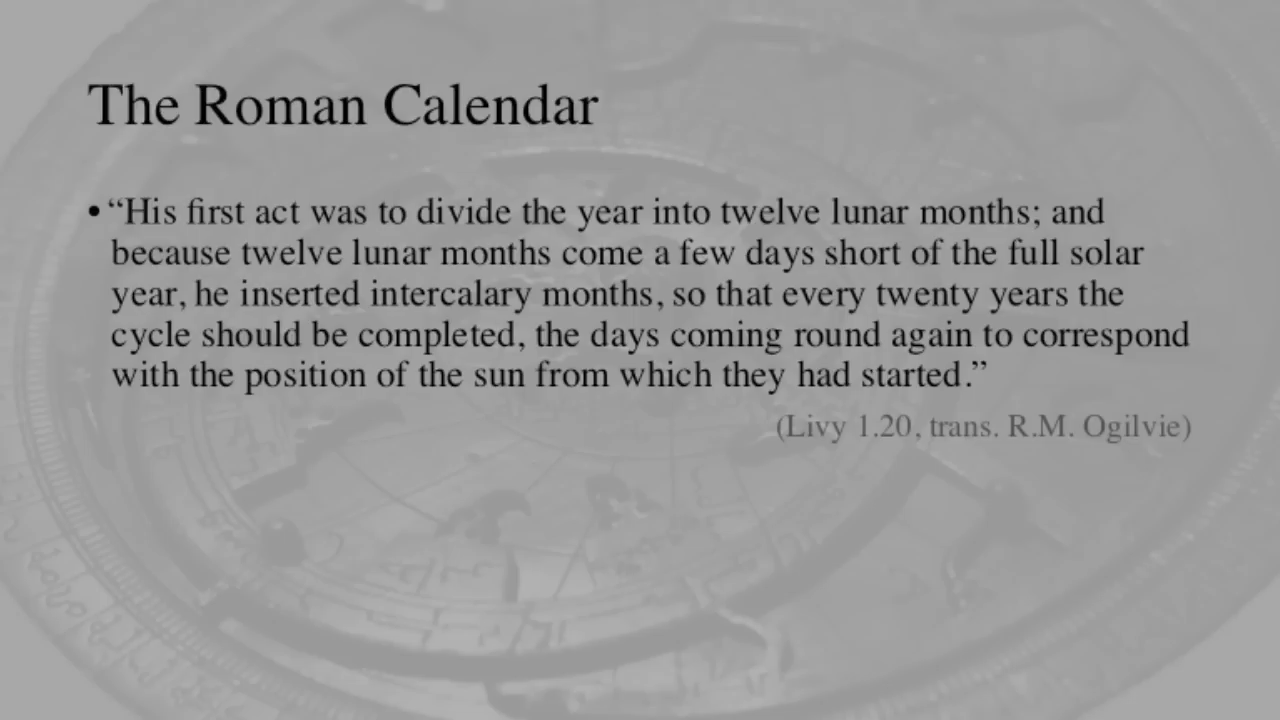 The Roman Calendar
• “His first act was to divide the year into twelve lunar months; and
because twelve lunar months come a few days short of the full solar
year, he inserted intercalary months, so that every twenty years the
cycle should be completed, the days coming round again to correspond
with the position of the sun from which they had started.”
(Livy 1.20, trans. R.M. Ogilvie)